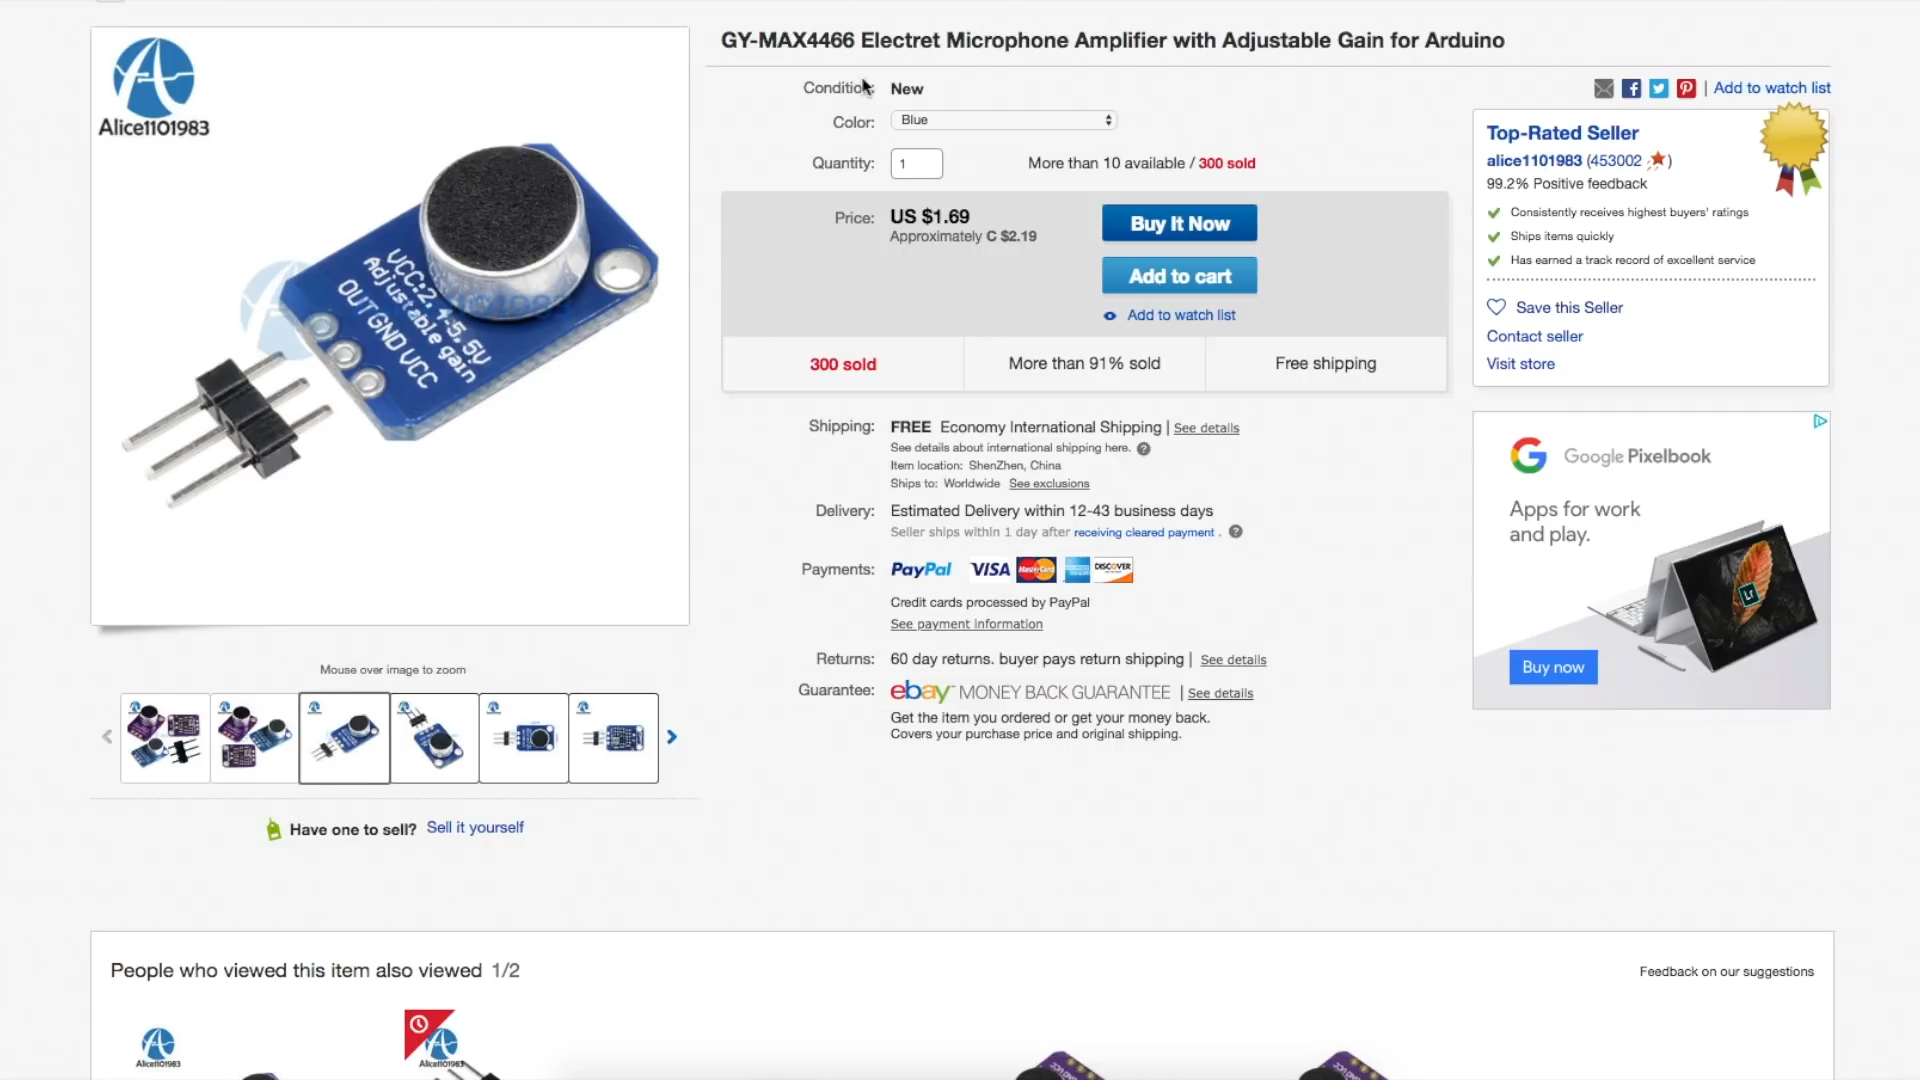 GY-MAX4466 Electret Microphone Amplifier with Adjustable Gain for Arduino
Alice1101983
VCC:2.4-5.5V
Adjustable gain
OUT GND VCC
Condition: New
Color: Blue
Quantity: 1 More than 10 available / 300 sold
Price: US $1.69
Approximately C $2.19
Buy It Now
Add to cart
Add to watch list
300 sold More than 91% sold Free shipping
Shipping: FREE Economy International Shipping | See details
See details about international shipping here.
Item location: ShenZhen, China
Ships to: Worldwide See exclusions
Delivery: Estimated Delivery within 12-43 business days
Seller ships within 1 day after receiving cleared payment .
Payments: PayPal VISA MasterCard DISCOVER
Credit cards processed by PayPal
See payment information
Returns: 60 day returns. buyer pays return shipping | See details
Guarantee: ebay MONEY BACK GUARANTEE | See details
Get the item you ordered or get your money back.
Covers your purchase price and original shipping.
| Add to watch list
Top-Rated Seller
alice1101983 (453002 )
99.2% Positive feedback
Consistently receives highest buyers' ratings
Ships items quickly
Has earned a track record of excellent service
Save this Seller
Contact seller
Visit store
Google Pixelbook
Apps for work
and play.
Lr
Buy now
Mouse over image to zoom
Have one to sell? Sell it yourself
People who viewed this item also viewed 1/2
Feedback on our suggestions
Alice1101983
Alice1101983